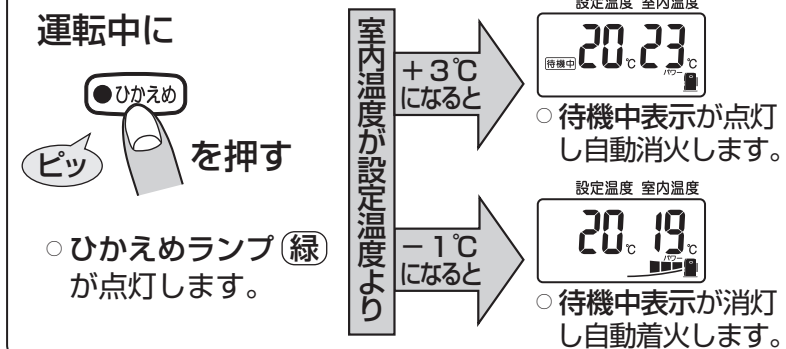 運転中に
ひかえめ
ピッ
を押す
○ひかえめランプ(緑)
が点灯します。
室内温度が設定温度より
+3℃
になると
設定温度 室内温度
待機中 20℃ 23℃
パワー
○待機中表示が点灯
し自動消火します。
-1℃
になると
設定温度 室内温度
20℃ 19℃
パワー
○待機中表示が消灯
し自動着火します。